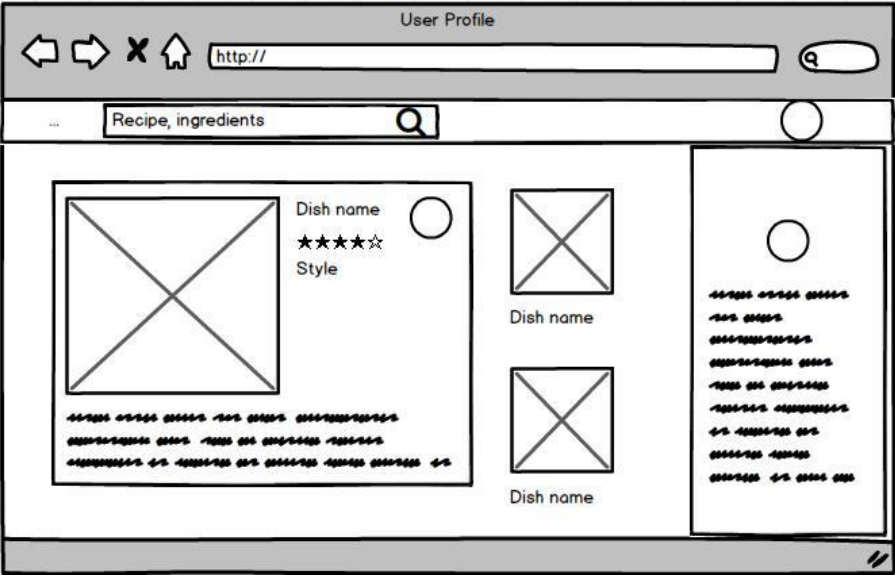 User Profile
http://
...
Recipe, ingredients
Dish name
★★★★☆
Style
Dish name
Dish name